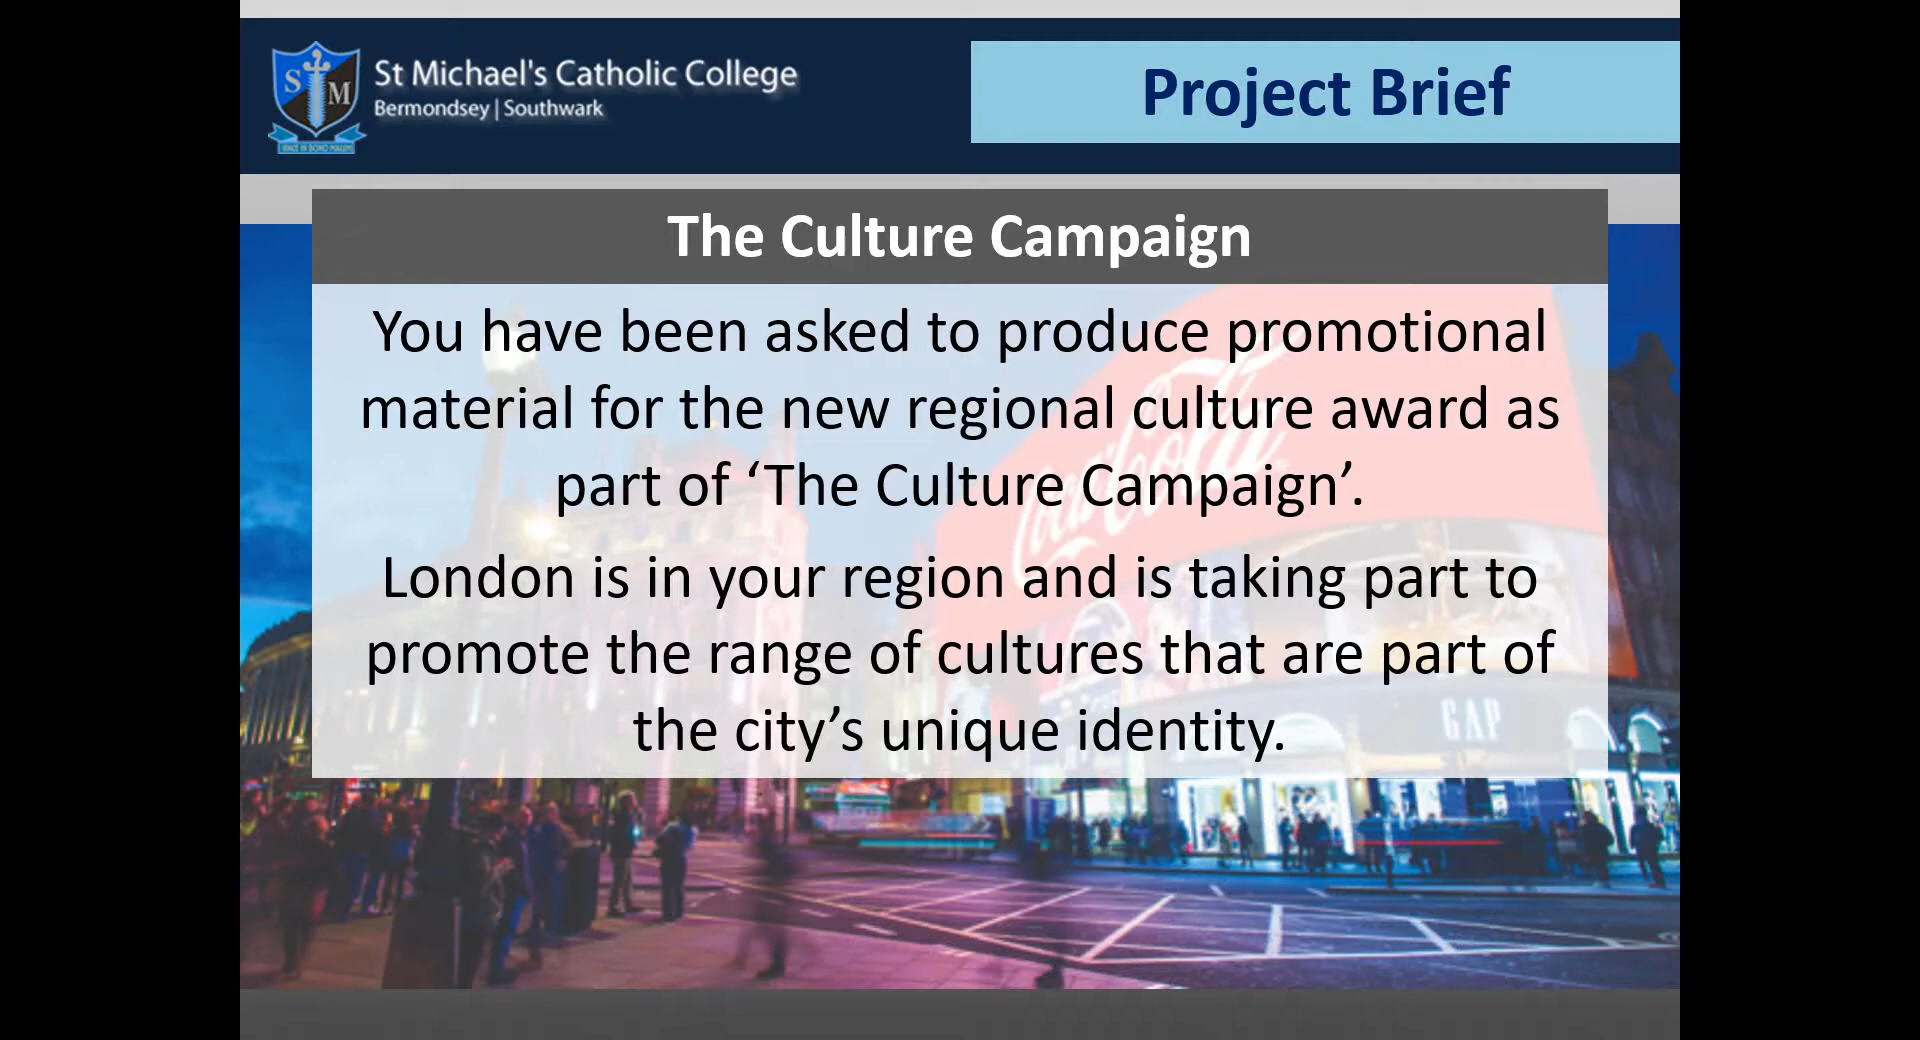 St Michael's Catholic College
Bermondsey | Southwark
S M
Project Brief
The Culture Campaign
You have been asked to produce promotional
material for the new regional culture award as
part of ‘The Culture Campaign’.
London is in your region and is taking part to
promote the range of cultures that are part of
the city’s unique identity.
Coca-Cola
GAP